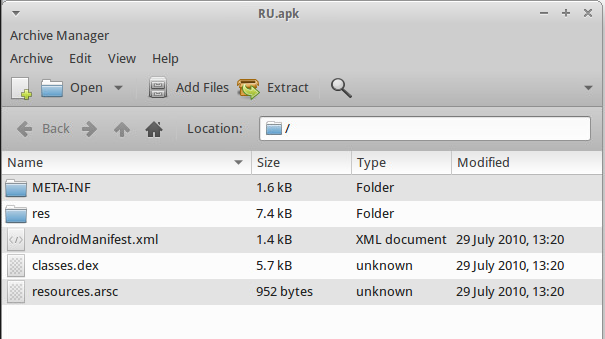 RU.apk
Archive Manager
Archive Edit View Help
Open Add Files Extract
Back Location: /
Name Size Type Modified
META-INF 1.6 kB Folder
res 7.4 kB Folder
AndroidManifest.xml 1.4 kB XML document 29 July 2010, 13:20
classes.dex 5.7 kB unknown 29 July 2010, 13:20
resources.arsc 952 bytes unknown 29 July 2010, 13:20